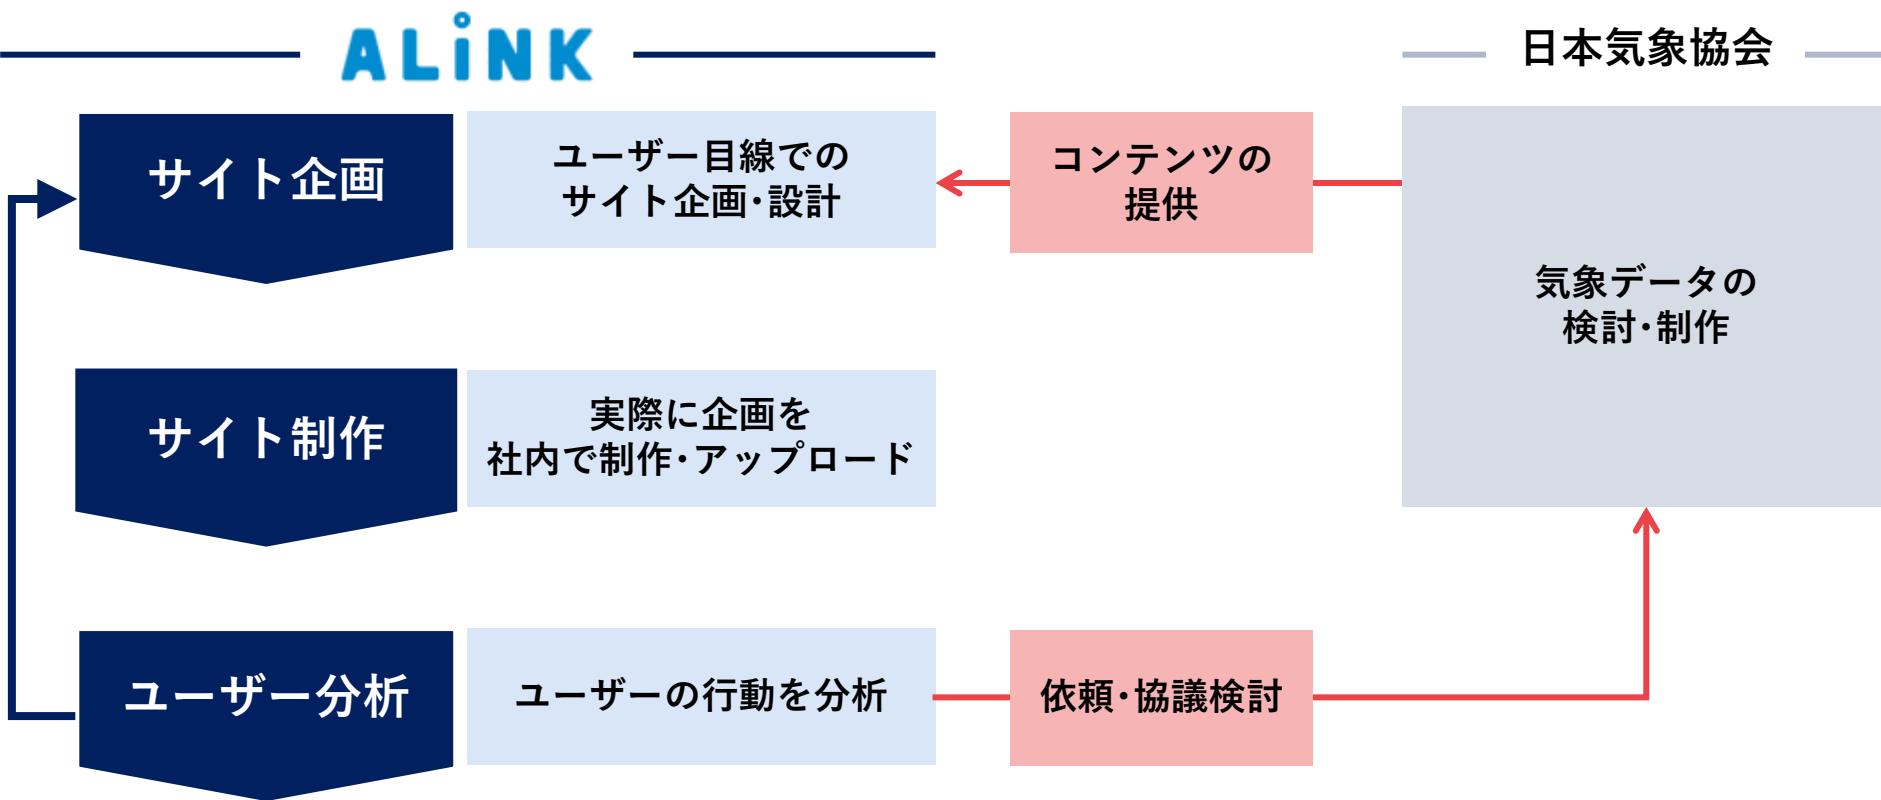 ALiNK
日本気象協会
サイト企画
ユーザー目線での
サイト企画・設計
コンテンツの
提供
気象データの
検討・制作
サイト制作
実際に企画を
社内で制作・アップロード
ユーザー分析
ユーザーの行動を分析
依頼・協議検討